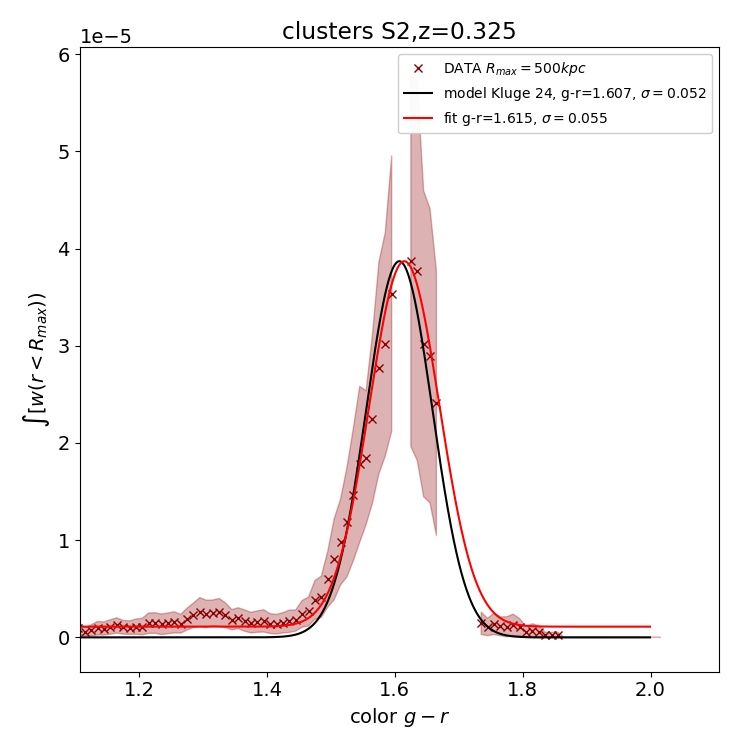 clusters S2,z=0.325
1e−5
DATA R_max = 500kpc
model Kluge 24, g-r=1.607, σ = 0.052
fit g-r=1.615, σ = 0.055
6
5
4
3
2
1
0
∫[w(r < R_max))
1.2 1.4 1.6 1.8 2.0
color g − r